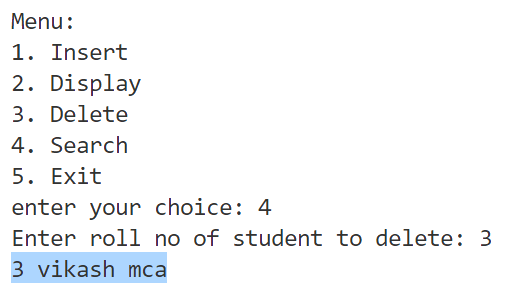 Menu:
1. Insert
2. Display
3. Delete
4. Search
5. Exit
enter your choice: 4
Enter roll no of student to delete: 3
3 vikash mca